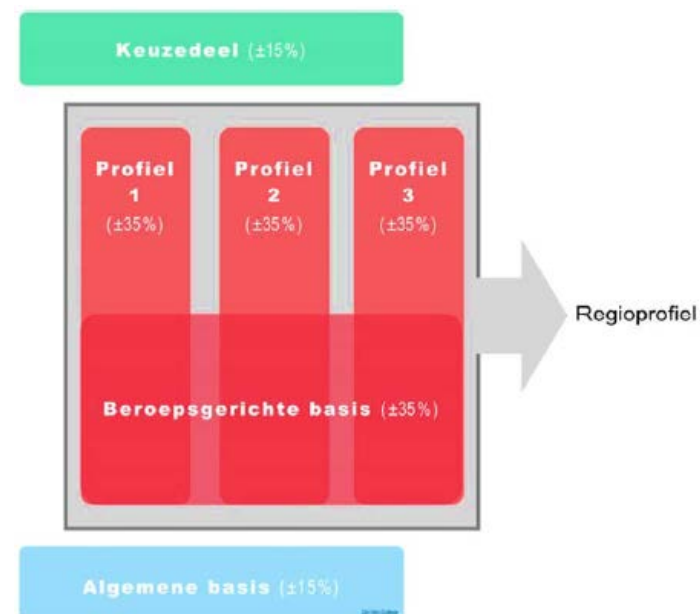 Keuzedeel (±15%)
Profiel
1
(±35%)
Profiel
2
(±35%)
Profiel
3
(±35%)
Regioprofiel
Beroepsgerichte basis (±35%)
Algemene basis (±15%)